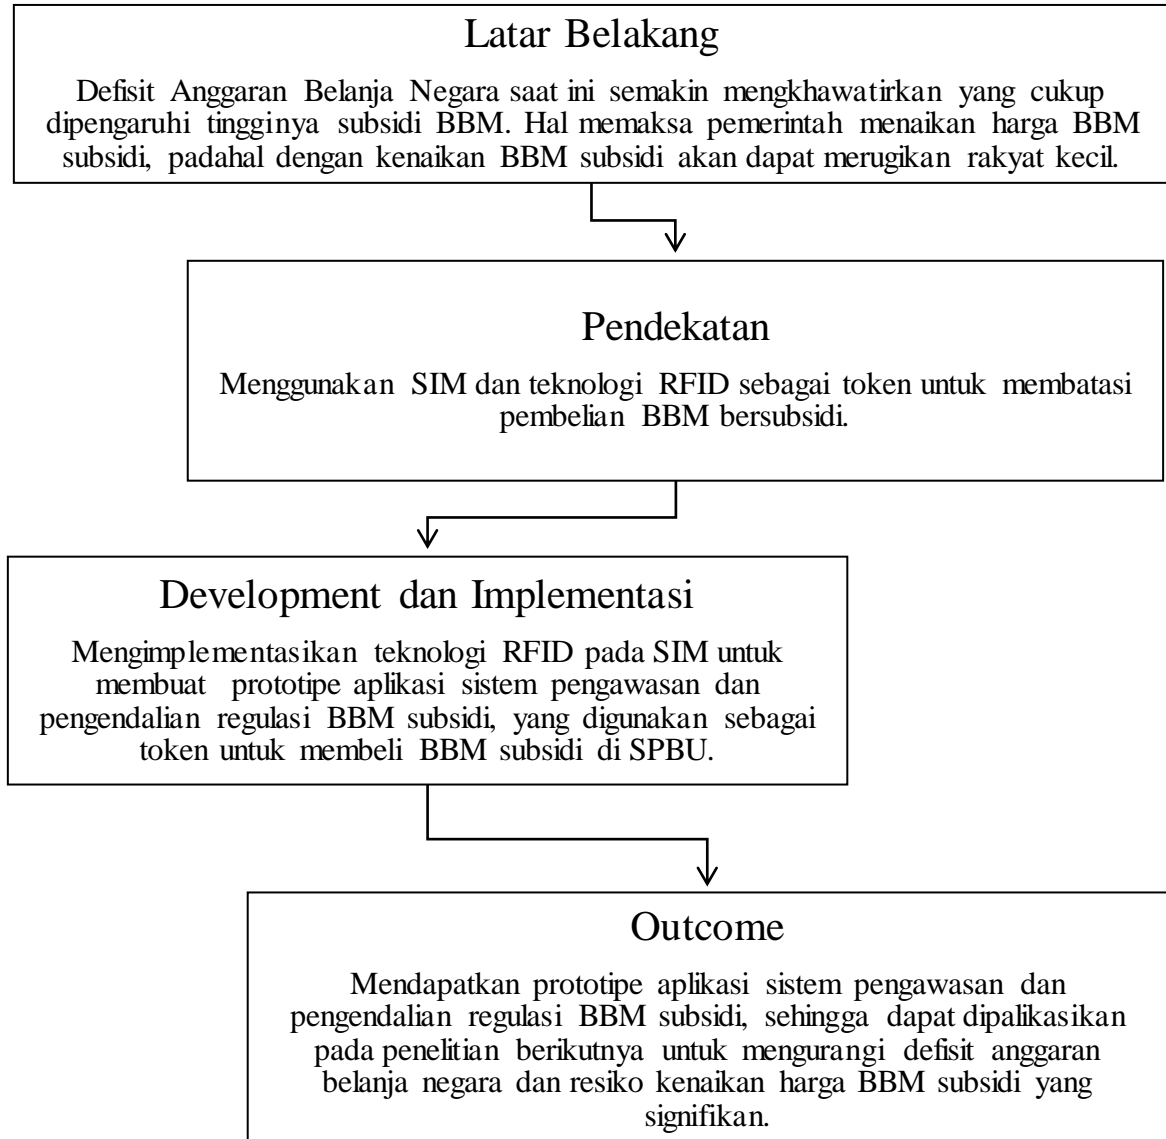 Latar Belakang
Defisit Anggaran Belanja Negara saat ini semakin mengkhawatirkan yang cukup
dipengaruhi tingginya subsidi BBM. Hal memaksa pemerintah menaikan harga BBM
subsidi, padahal dengan kenaikan BBM subsidi akan dapat merugikan rakyat kecil.
Pendekatan
Menggunakan SIM dan teknologi RFID sebagai token untuk membatasi
pembelian BBM bersubsidi.
Development dan Implementasi
Mengimplementasikan teknologi RFID pada SIM untuk
membuat prototipe aplikasi sistem pengawasan dan
pengendalian regulasi BBM subsidi, yang digunakan sebagai
token untuk membeli BBM subsidi di SPBU.
Outcome
Mendapatkan prototipe aplikasi sistem pengawasan dan
pengendalian regulasi BBM subsidi, sehingga dapat dipalikasikan
pada penelitian berikutnya untuk mengurangi defisit anggaran
belanja negara dan resiko kenaikan harga BBM subsidi yang
signifikan.